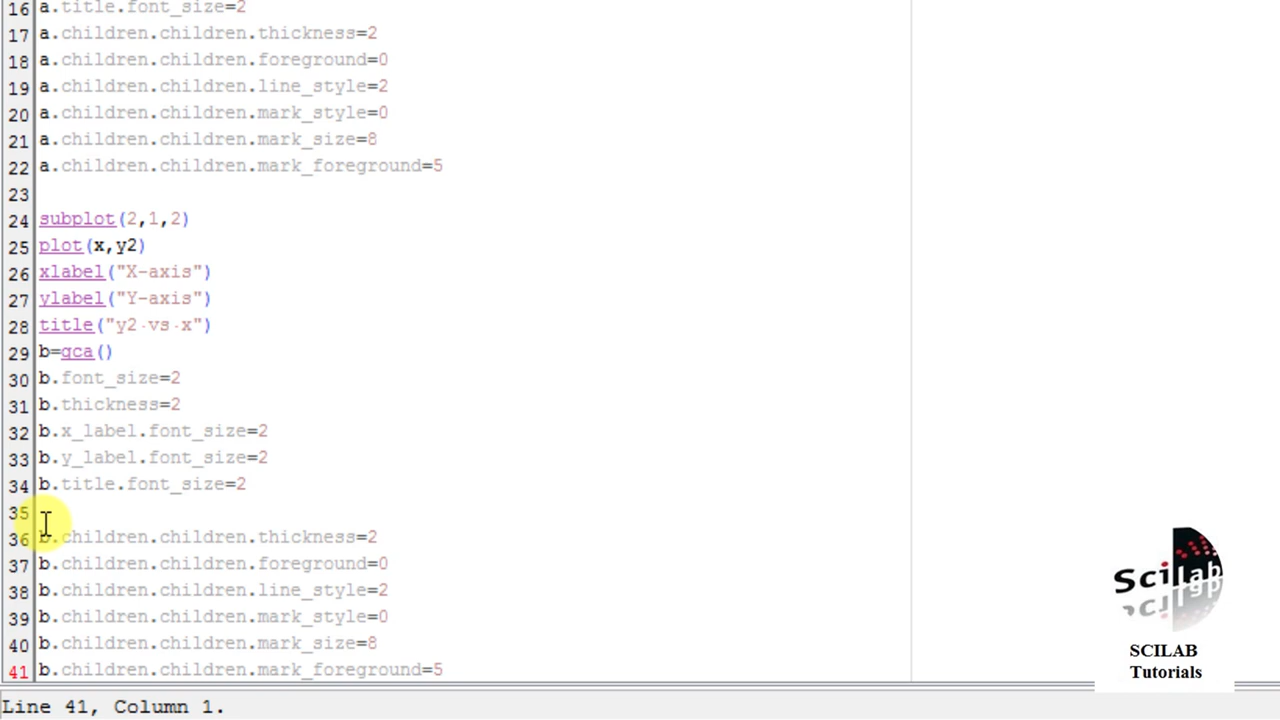 16 a.title.font_size=2
17 a.children.children.thickness=2
18 a.children.children.foreground=0
19 a.children.children.line_style=2
20 a.children.children.mark_style=0
21 a.children.children.mark_size=8
22 a.children.children.mark_foreground=5
23
24 subplot(2,1,2)
25 plot(x,y2)
26 xlabel("X-axis")
27 ylabel("Y-axis")
28 title("y2·vs·x")
29 b=gca()
30 b.font_size=2
31 b.thickness=2
32 b.x_label.font_size=2
33 b.y_label.font_size=2
34 b.title.font_size=2
35
36 b.children.children.thickness=2
37 b.children.children.foreground=0
38 b.children.children.line_style=2
39 b.children.children.mark_style=0
40 b.children.children.mark_size=8
41 b.children.children.mark_foreground=5
Scilab
SCILAB
Tutorials
Line 41, Column 1.